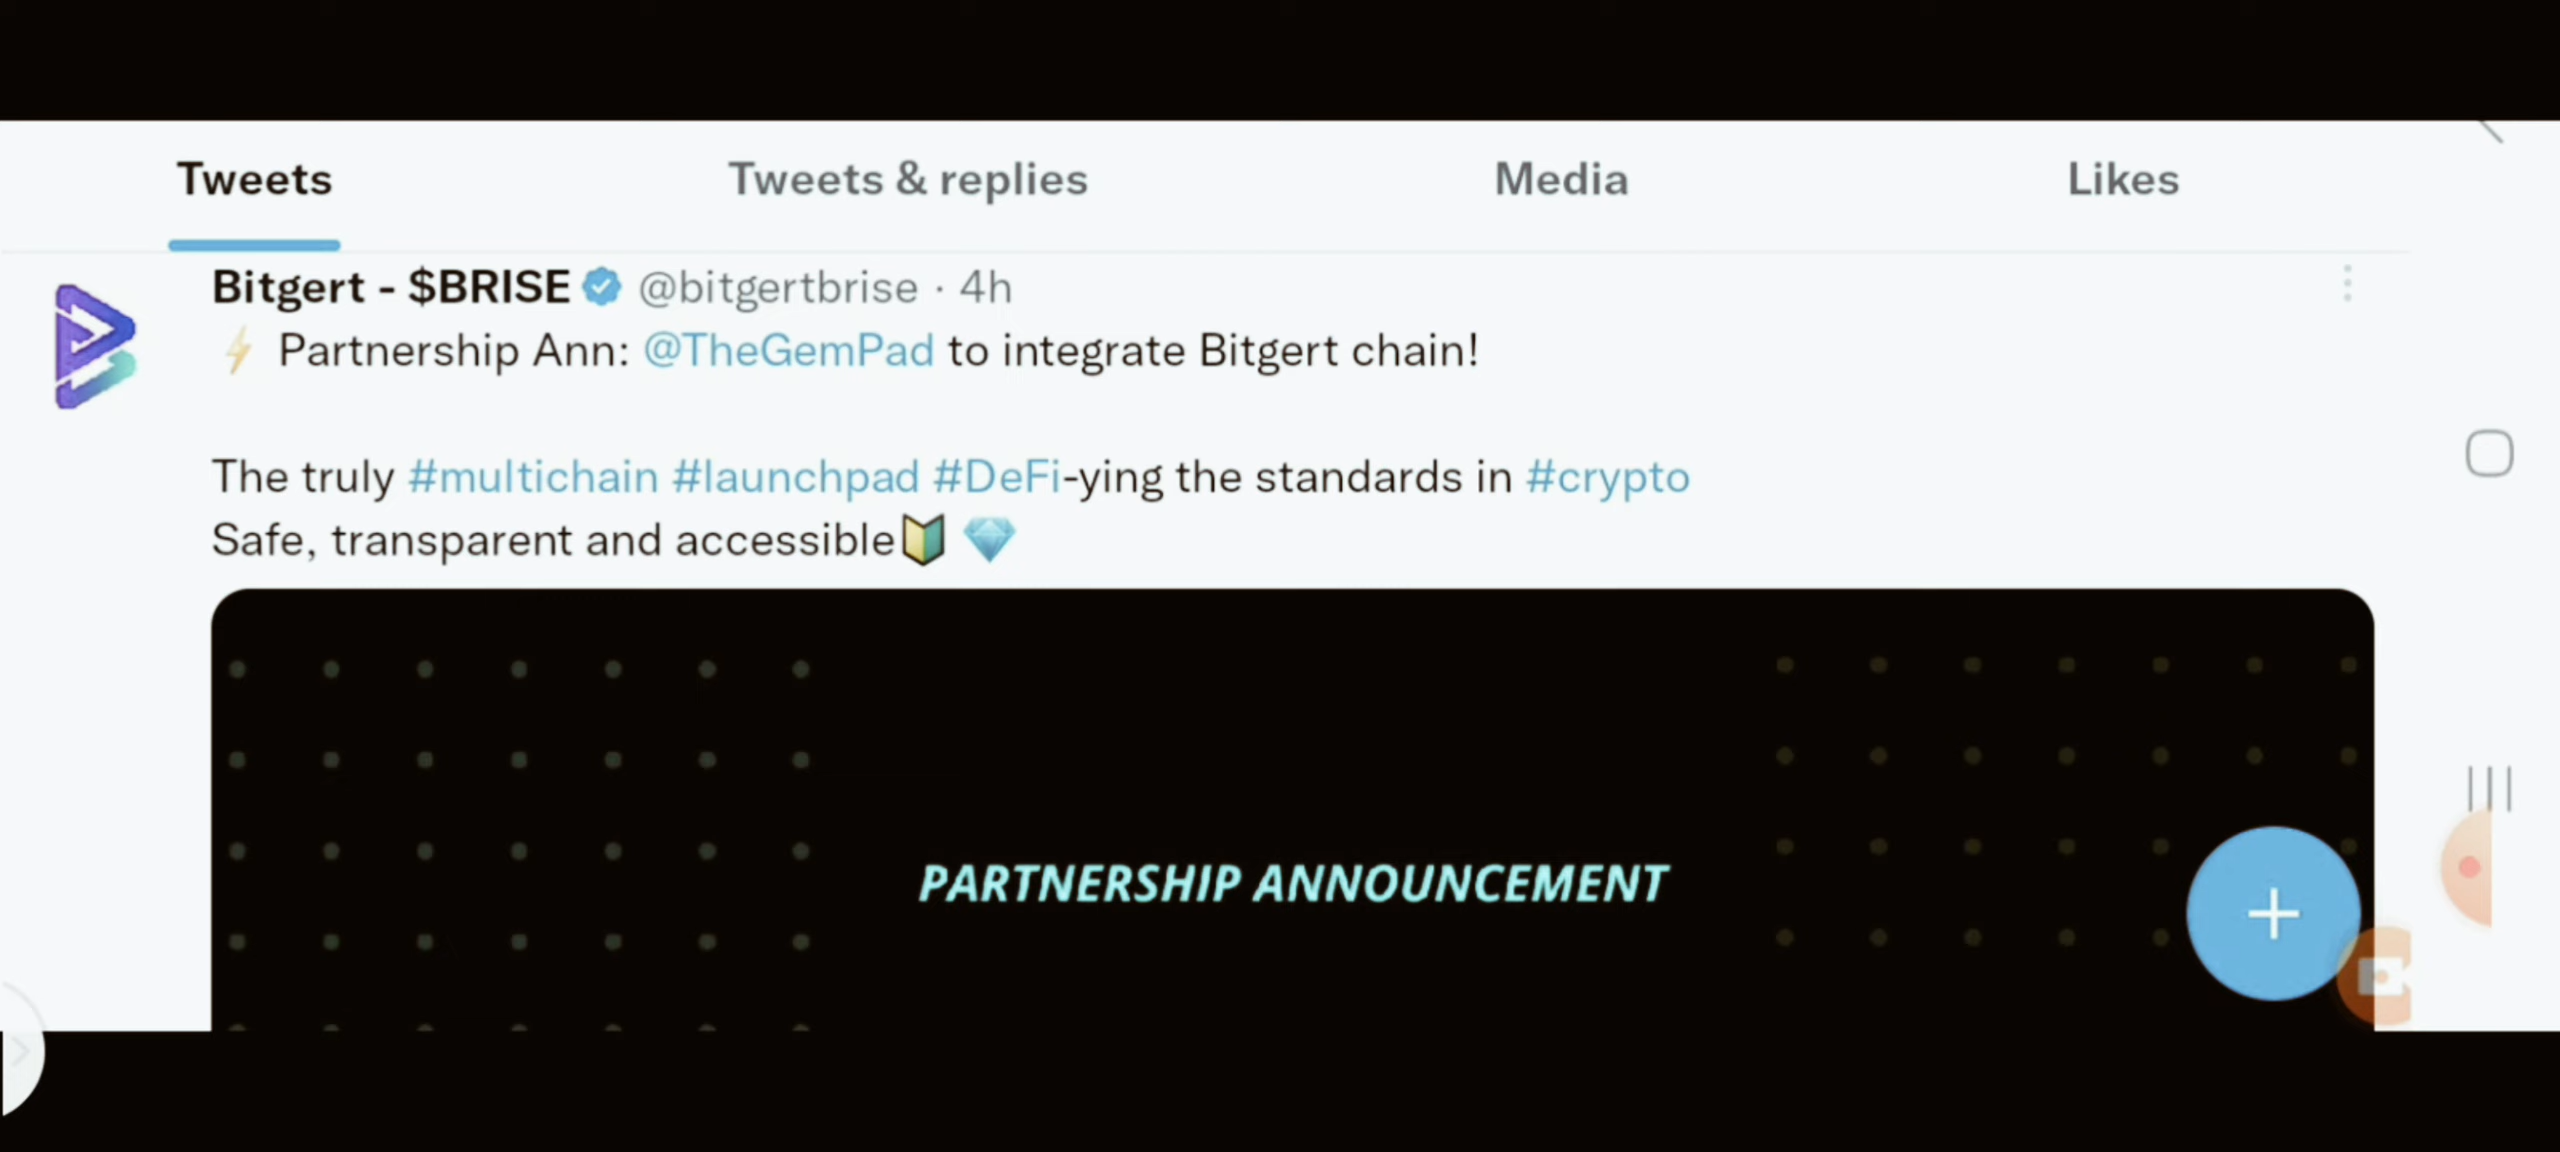 Tweets Tweets & replies Media Likes
Bitgert - $BRISE @bitgertbrise · 4h
⚡ Partnership Ann: @TheGemPad to integrate Bitgert chain!
The truly #multichain #launchpad #DeFi-ying the standards in #crypto
Safe, transparent and accessible🔰 💎
PARTNERSHIP ANNOUNCEMENT